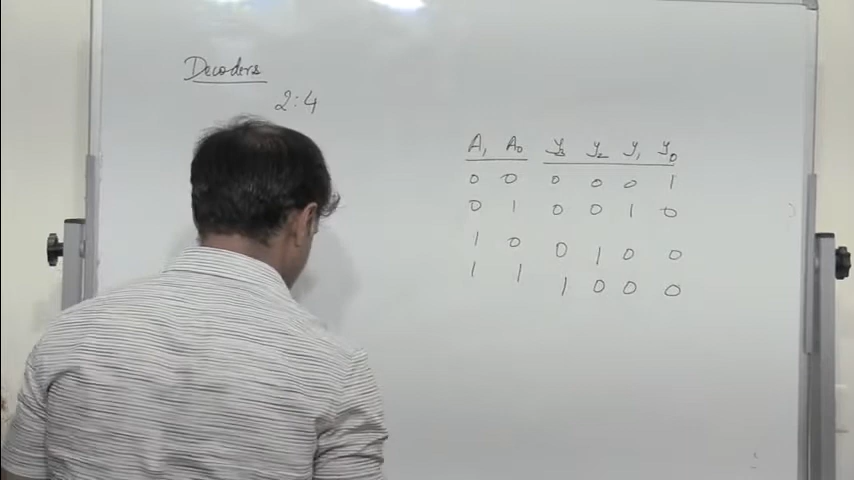 Decoders
2:4
A₁ A₀ y₃ y₂ y₁ y₀
0 0 0 0 0 1
0 1 0 0 1 0
1 0 0 1 0 0
1 1 1 0 0 0